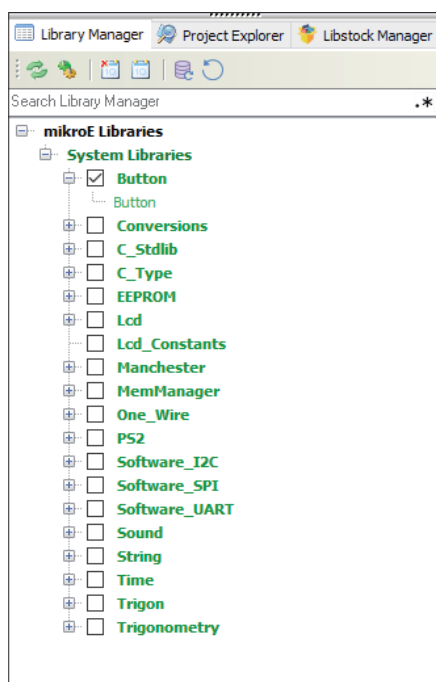 Library Manager Project Explorer Libstock Manager
Search Library Manager .*
mikroE Libraries
System Libraries
Button
Button
Conversions
C_Stdlib
C_Type
EEPROM
Lcd
Lcd_Constants
Manchester
MemManager
One_Wire
PS2
Software_I2C
Software_SPI
Software_UART
Sound
String
Time
Trigon
Trigonometry